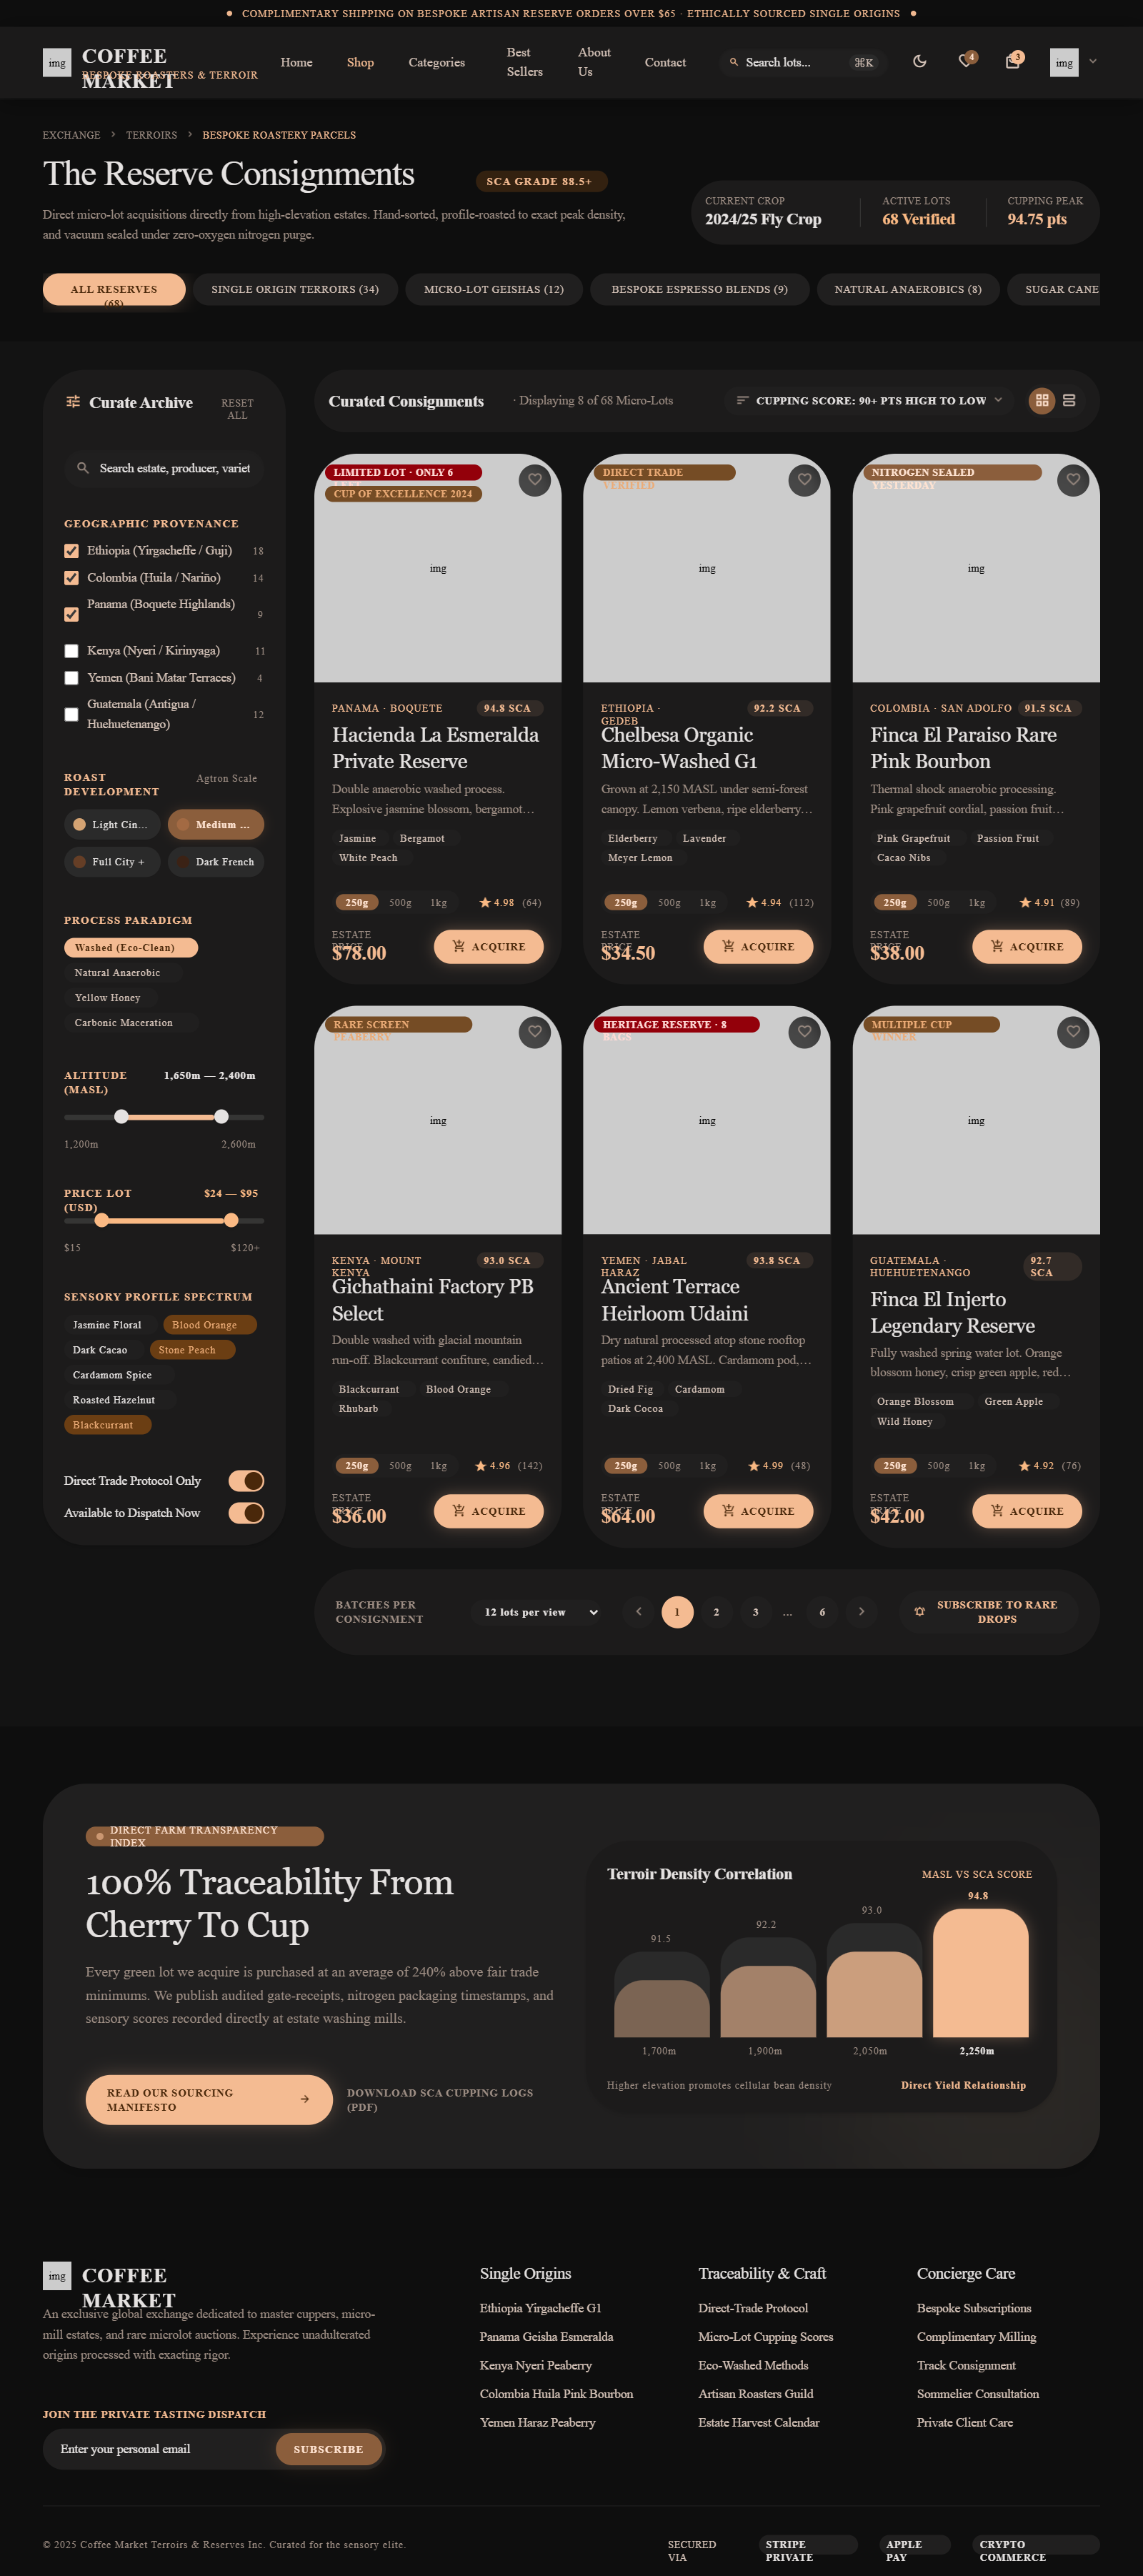 COMPLIMENTARY SHIPPING ON BESPOKE ARTISAN RESERVE ORDERS OVER $65 · ETHICALLY SOURCED SINGLE ORIGINS
img
COFFEE MARKET
BESPOKE ROASTERS & TERROIR
Home
Shop
Categories
Best Sellers
About Us
Contact
Search lots...
⌘K
4
3
img
EXCHANGE > TERROIRS > BESPOKE ROASTERY PARCELS
The Reserve Consignments
SCA GRADE 88.5+
Direct micro-lot acquisitions directly from high-elevation estates. Hand-sorted, profile-roasted to exact peak density,
and vacuum sealed under zero-oxygen nitrogen purge.
CURRENT CROP
2024/25 Fly Crop
ACTIVE LOTS
68 Verified
CUPPING PEAK
94.75 pts
ALL RESERVES (68)
SINGLE ORIGIN TERROIRS (34)
MICRO-LOT GEISHAS (12)
BESPOKE ESPRESSO BLENDS (9)
NATURAL ANAEROBICS (8)
SUGAR CANE
Curate Archive
RESET ALL
Search estate, producer, variet
GEOGRAPHIC PROVENANCE
Ethiopia (Yirgacheffe / Guji) 18
Colombia (Huila / Nariño) 14
Panama (Boquete Highlands) 9
Kenya (Nyeri / Kirinyaga) 11
Yemen (Bani Matar Terraces) 4
Guatemala (Antigua / Huehuetenango) 12
ROAST DEVELOPMENT
Agtron Scale
Light Cin...
Medium ...
Full City +
Dark French
PROCESS PARADIGM
Washed (Eco-Clean)
Natural Anaerobic
Yellow Honey
Carbonic Maceration
ALTITUDE (MASL)
1,650m — 2,400m
1,200m
2,600m
PRICE LOT (USD)
$24 — $95
$15
$120+
SENSORY PROFILE SPECTRUM
Jasmine Floral
Blood Orange
Dark Cacao
Stone Peach
Cardamom Spice
Roasted Hazelnut
Blackcurrant
Direct Trade Protocol Only
Available to Dispatch Now
Curated Consignments
· Displaying 8 of 68 Micro-Lots
CUPPING SCORE: 90+ PTS HIGH TO LOW
LIMITED LOT · ONLY 6
CUP OF EXCELLENCE 2024
img
PANAMA · BOQUETE
94.8 SCA
Hacienda La Esmeralda
Private Reserve
Double anaerobic washed process.
Explosive jasmine blossom, bergamot…
Jasmine
Bergamot
White Peach
250g
500g
1kg
4.98 (64)
ESTATE PRICE
$78.00
ACQUIRE
DIRECT TRADE VERIFIED
img
ETHIOPIA · GEDEB
92.2 SCA
Chelbesa Organic
Micro-Washed G1
Grown at 2,150 MASL under semi-forest
canopy. Lemon verbena, ripe elderberry…
Elderberry
Lavender
Meyer Lemon
250g
500g
1kg
4.94 (112)
ESTATE PRICE
$34.50
ACQUIRE
NITROGEN SEALED YESTERDAY
img
COLOMBIA · SAN ADOLFO
91.5 SCA
Finca El Paraiso Rare
Pink Bourbon
Thermal shock anaerobic processing.
Pink grapefruit cordial, passion fruit…
Pink Grapefruit
Passion Fruit
Cacao Nibs
250g
500g
1kg
4.91 (89)
ESTATE PRICE
$38.00
ACQUIRE
RARE SCREEN PEABERRY
img
KENYA · MOUNT KENYA
93.0 SCA
Gichathaini Factory PB
Select
Double washed with glacial mountain
run-off. Blackcurrant confiture, candied…
Blackcurrant
Blood Orange
Rhubarb
250g
500g
1kg
4.96 (142)
ESTATE PRICE
$36.00
ACQUIRE
HERITAGE RESERVE · 8 BAGS
img
YEMEN · JABAL HARAZ
93.8 SCA
Ancient Terrace
Heirloom Udaini
Dry natural processed atop stone rooftop
patios at 2,400 MASL. Cardamom pod,…
Dried Fig
Cardamom
Dark Cocoa
250g
500g
1kg
4.99 (48)
ESTATE PRICE
$64.00
ACQUIRE
MULTIPLE CUP WINNER
img
GUATEMALA · HUEHUETENANGO
92.7 SCA
Finca El Injerto
Legendary Reserve
Fully washed spring water lot. Orange
blossom honey, crisp green apple, red…
Orange Blossom
Green Apple
Wild Honey
250g
500g
1kg
4.92 (76)
ESTATE PRICE
$42.00
ACQUIRE
BATCHES PER CONSIGNMENT
12 lots per view
1
2
3
...
6
SUBSCRIBE TO RARE DROPS
DIRECT FARM TRANSPARENCY INDEX
100% Traceability From
Cherry To Cup
Every green lot we acquire is purchased at an average of 240% above fair trade
minimums. We publish audited gate-receipts, nitrogen packaging timestamps, and
sensory scores recorded directly at estate washing mills.
READ OUR SOURCING MANIFESTO
DOWNLOAD SCA CUPPING LOGS (PDF)
Terroir Density Correlation
MASL VS SCA SCORE
91.5
92.2
93.0
94.8
1,700m
1,900m
2,050m
2,250m
Higher elevation promotes cellular bean density
Direct Yield Relationship
img
COFFEE MARKET
An exclusive global exchange dedicated to master cuppers, micro-
mill estates, and rare microlot auctions. Experience unadulterated
origins processed with exacting rigor.
JOIN THE PRIVATE TASTING DISPATCH
Enter your personal email
SUBSCRIBE
Single Origins
Ethiopia Yirgacheffe G1
Panama Geisha Esmeralda
Kenya Nyeri Peaberry
Colombia Huila Pink Bourbon
Yemen Haraz Peaberry
Traceability & Craft
Direct-Trade Protocol
Micro-Lot Cupping Scores
Eco-Washed Methods
Artisan Roasters Guild
Estate Harvest Calendar
Concierge Care
Bespoke Subscriptions
Complimentary Milling
Track Consignment
Sommelier Consultation
Private Client Care
© 2025 Coffee Market Terroirs & Reserves Inc. Curated for the sensory elite.
SECURED VIA
STRIPE PRIVATE
APPLE PAY
CRYPTO COMMERCE